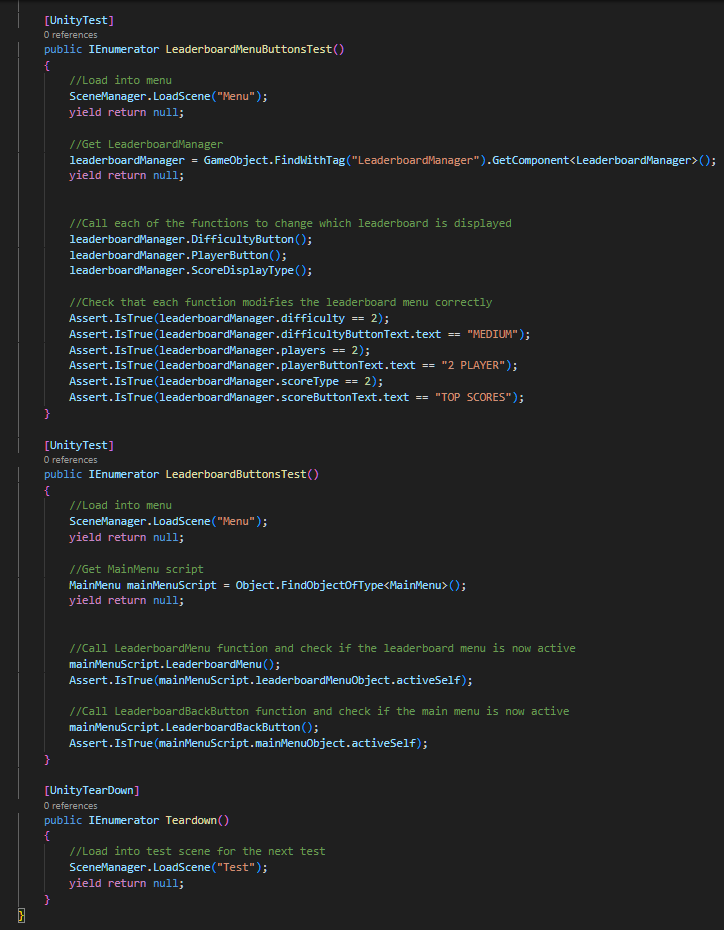 [UnityTest]
0 references
public IEnumerator LeaderboardMenuButtonsTest()
{
//Load into menu
SceneManager.LoadScene("Menu");
yield return null;
//Get LeaderboardManager
leaderboardManager = GameObject.FindWithTag("LeaderboardManager").GetComponent<LeaderboardManager>();
yield return null;
//Call each of the functions to change which leaderboard is displayed
leaderboardManager.DifficultyButton();
leaderboardManager.PlayerButton();
leaderboardManager.ScoreDisplayType();
//Check that each function modifies the leaderboard menu correctly
Assert.IsTrue(leaderboardManager.difficulty == 2);
Assert.IsTrue(leaderboardManager.difficultyButtonText.text == "MEDIUM");
Assert.IsTrue(leaderboardManager.players == 2);
Assert.IsTrue(leaderboardManager.playerButtonText.text == "2 PLAYER");
Assert.IsTrue(leaderboardManager.scoreType == 2);
Assert.IsTrue(leaderboardManager.scoreButtonText.text == "TOP SCORES");
}
[UnityTest]
0 references
public IEnumerator LeaderboardButtonsTest()
{
//Load into menu
SceneManager.LoadScene("Menu");
yield return null;
//Get MainMenu script
MainMenu mainMenuScript = Object.FindObjectOfType<MainMenu>();
yield return null;
//Call LeaderboardMenu function and check if the leaderboard menu is now active
mainMenuScript.LeaderboardMenu();
Assert.IsTrue(mainMenuScript.leaderboardMenuObject.activeSelf);
//Call LeaderboardBackButton function and check if the main menu is now active
mainMenuScript.LeaderboardBackButton();
Assert.IsTrue(mainMenuScript.mainMenuObject.activeSelf);
}
[UnityTearDown]
0 references
public IEnumerator Teardown()
{
//Load into test scene for the next test
SceneManager.LoadScene("Test");
yield return null;
}
}